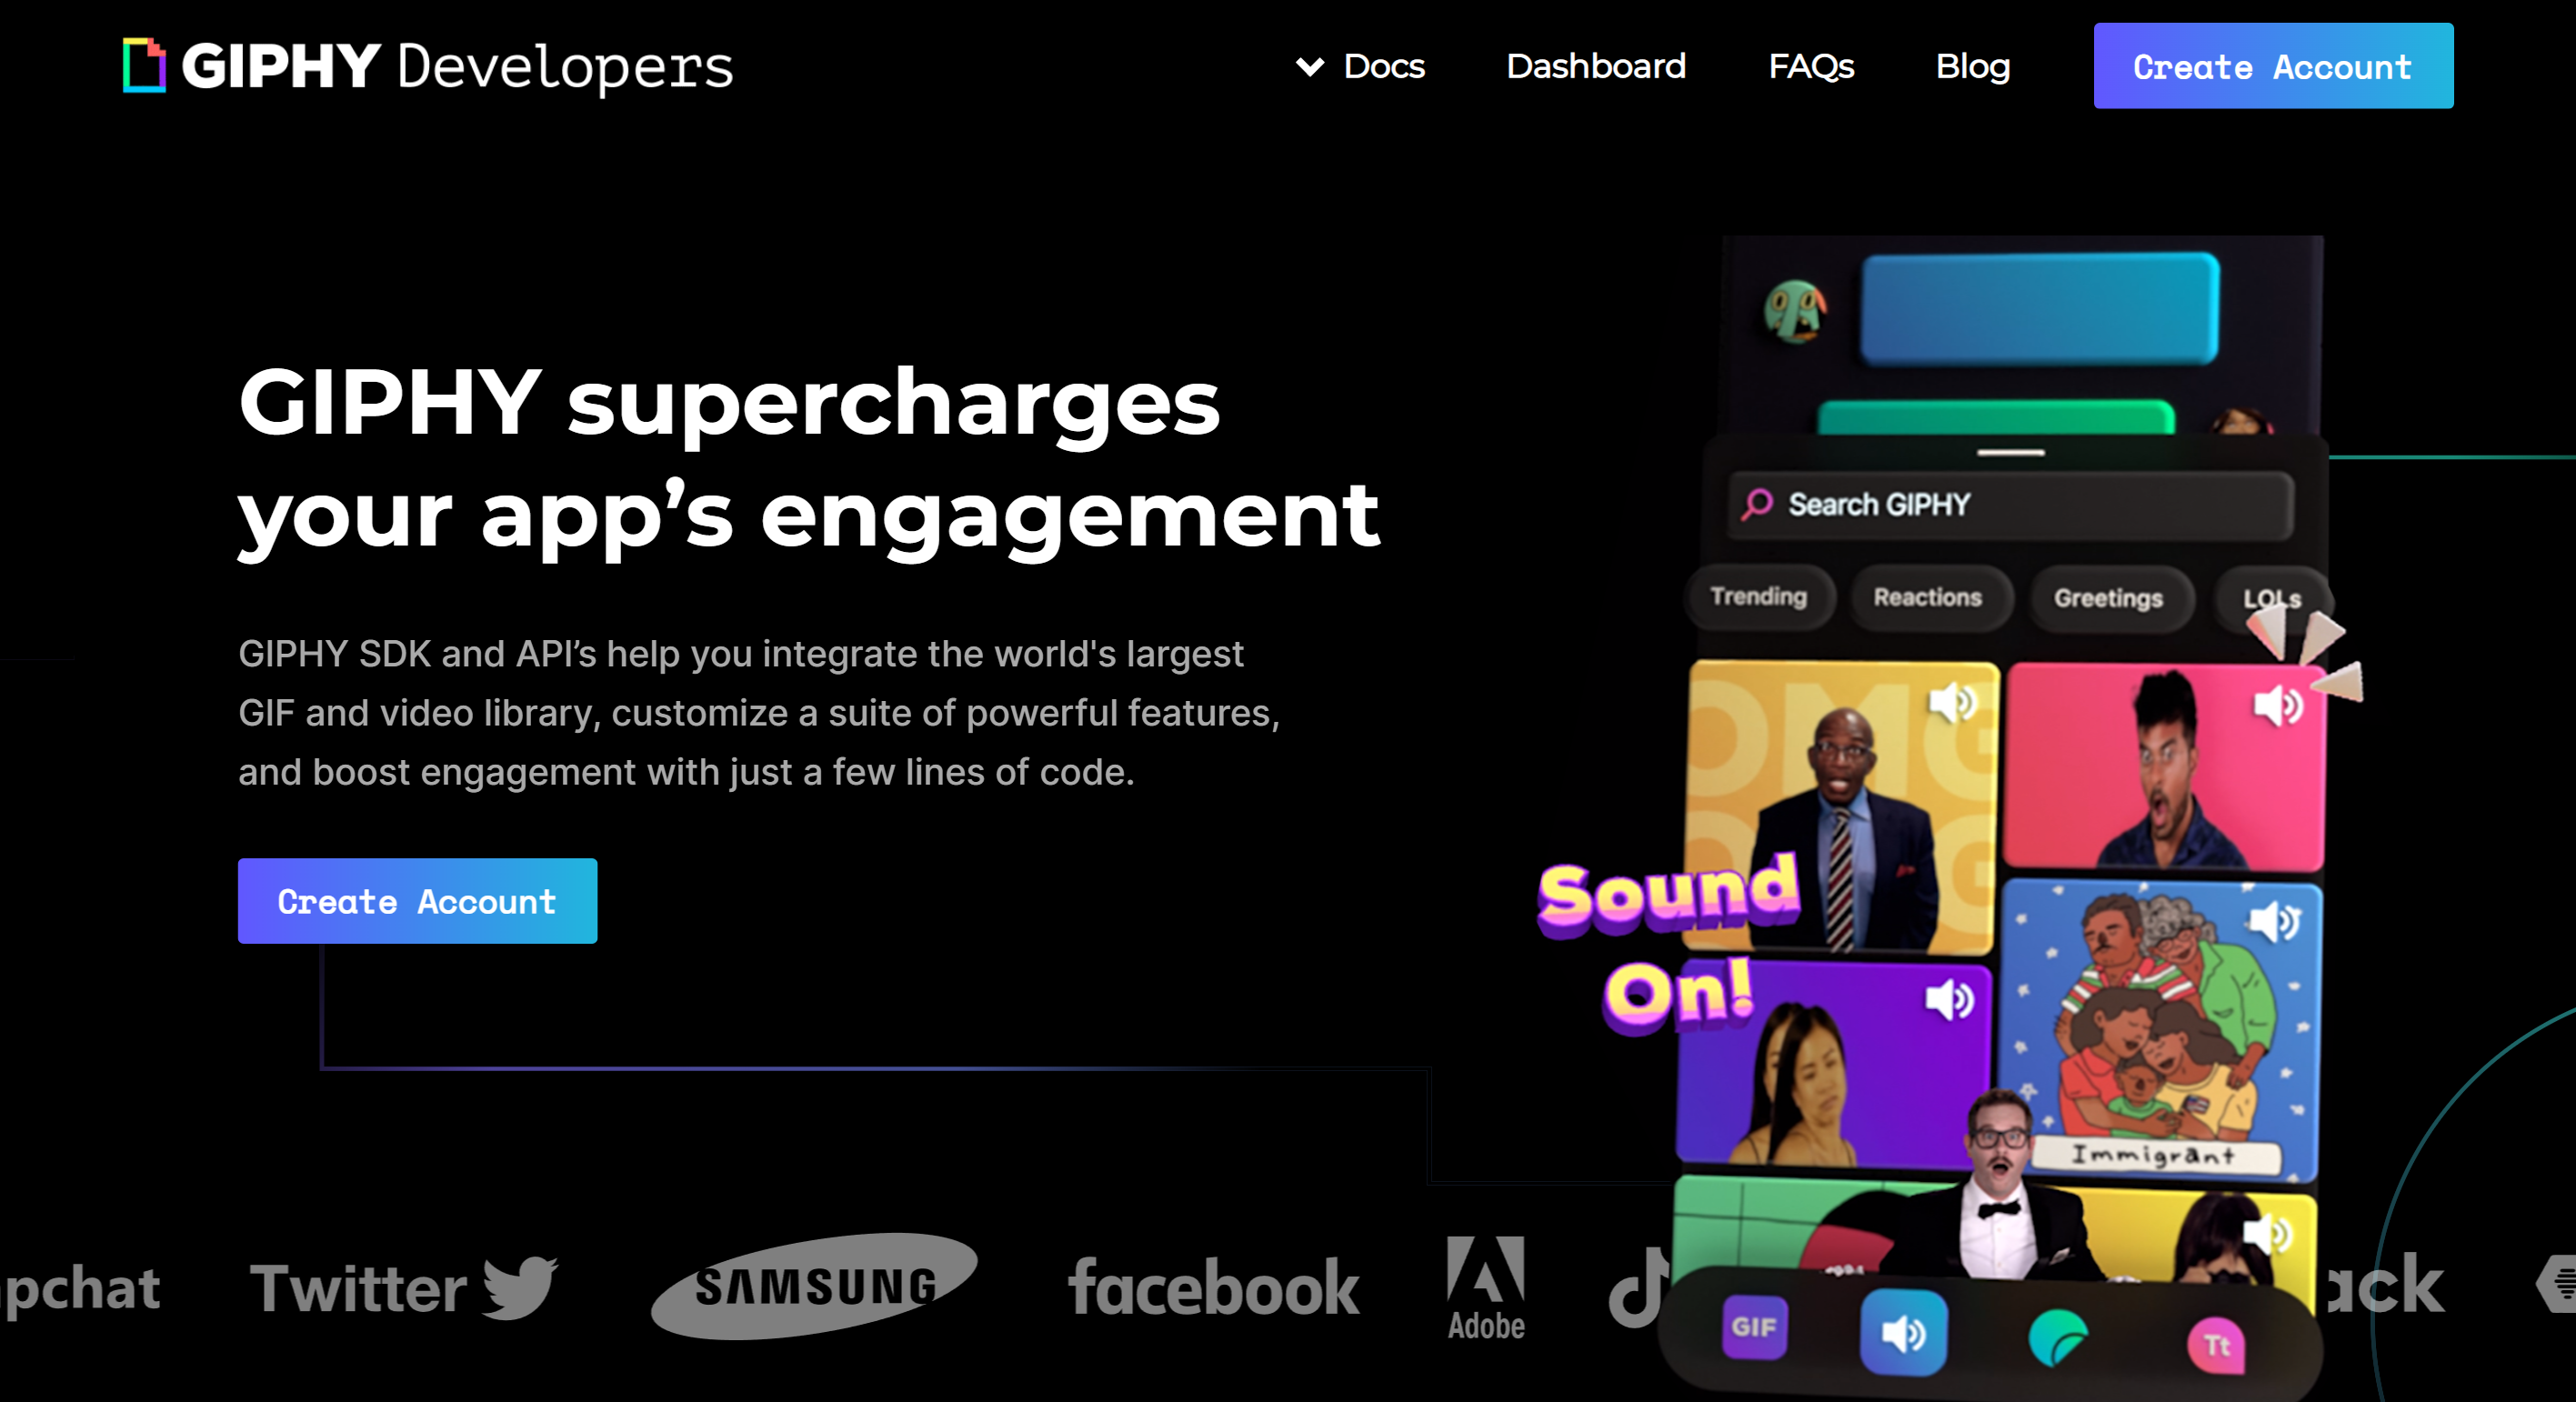 GIPHY Developers
Docs
Dashboard
FAQs
Blog
Create Account
GIPHY supercharges
your app’s engagement
GIPHY SDK and API’s help you integrate the world's largest
GIF and video library, customize a suite of powerful features,
and boost engagement with just a few lines of code.
Create Account
Search GIPHY
Trending
Reactions
Greetings
LOLs
OMG
Sound
On!
Immigrant
pchat
Twitter
SAMSUNG
facebook
Adobe
ack
GIF
Tt